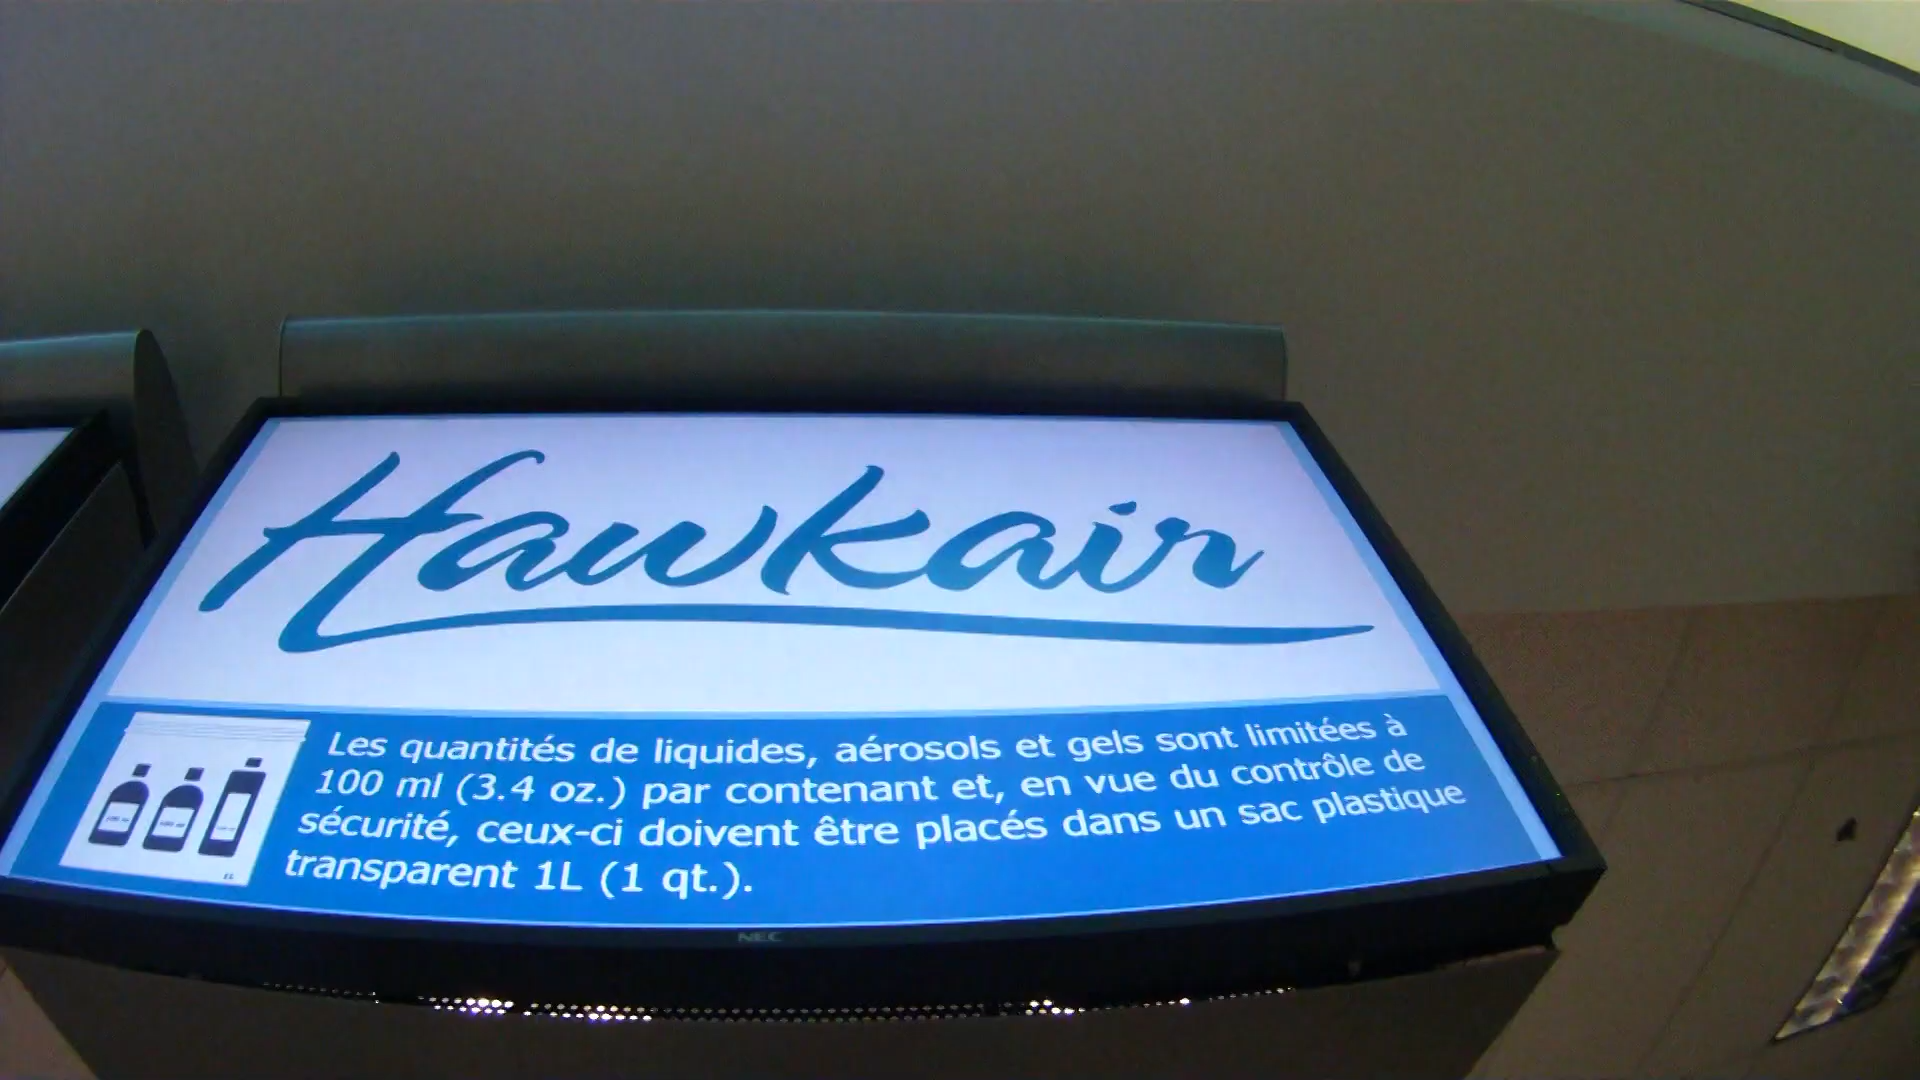 Hawkair
Les quantités de liquides, aérosols et gels sont limitées à
100 ml (3.4 oz.) par contenant et, en vue du contrôle de
sécurité, ceux-ci doivent être placés dans un sac plastique
transparent 1L (1 qt.).
NEC